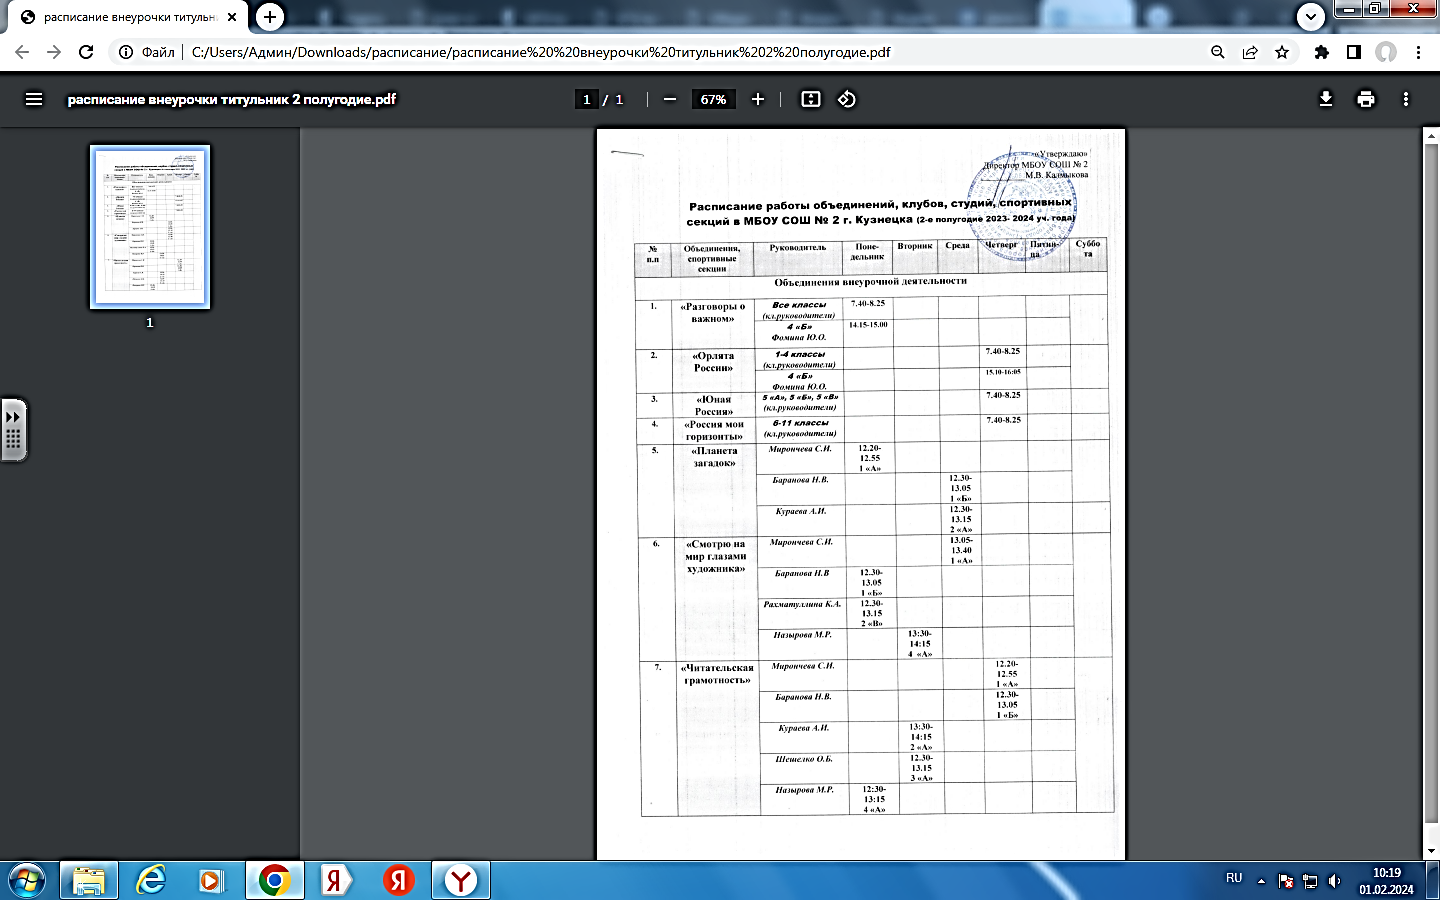 расписание внеурочки титульн
Файл
C:/Users/Админ/Downloads/расписание/расписание%20%20внеурочки%20титульник%202%20полугодие.pdf
расписание внеурочки титульник 2 полугодие.pdf
1 / 1
67%
1
«Утверждаю»
Директор МБОУ СОШ № 2
М.В. Калмыкова
Расписание работы объединений, клубов, студий, спортивных
секций в МБОУ СОШ № 2 г. Кузнецка (2-е полугодие 2023- 2024 уч. года)
№ п.п
Объединения, спортивные секции
Руководитель
Поне-дельник
Вторник
Среда
Четверг
Пятни-ца
Суббо та
Объединения внеурочной деятельности
1. «Разговоры о важном» Все классы (кл.руководители) 7.40-8.25
4 «Б» Фомина Ю.О. 14.15-15.00
2. «Орлята России» 1-4 классы (кл.руководители) 7.40-8.25
4 «Б» Фомина Ю.О. 15.10-16:05
3. «Юная Россия» 5 «А», 5 «Б», 5 «В» (кл.руководители) 7.40-8.25
4. «Россия мои горизонты» 6-11 классы (кл.руководители) 7.40-8.25
5. «Планета загадок» Мирончева С.И. 12.20-12.55 1 «А»
Баранова Н.В. 12.30-13.05 1 «Б»
Кураева А.И. 12.30-13.15 2 «А»
6. «Смотрю на мир глазами художника» Мирончева С.И. 13.05-13.40 1 «А»
Баранова Н.В 12.30-13.05 1 «Б»
Рахматуллина К.А. 12.30-13.15 2 «В»
Назырова М.Р. 13:30-14:15 4 «А»
7. «Читательская грамотность» Мирончева С.И. 12.20-12.55 1 «А»
Баранова Н.В. 12.30-13.05 1 «Б»
Кураева А.И. 13:30-14:15 2 «А»
Шешелко О.Б. 12.30-13.15 3 «А»
Назырова М.Р. 12:30-13:15 4 «А»
RU
10:19
01.02.2024